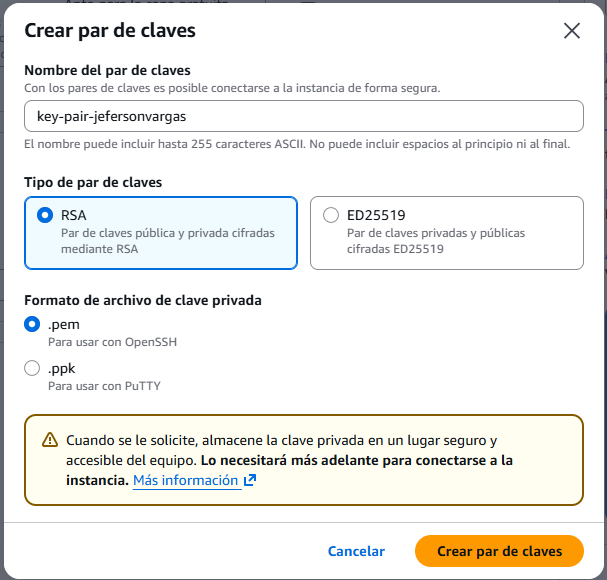 Crear par de claves
Nombre del par de claves
Con los pares de claves es posible conectarse a la instancia de forma segura.
key-pair-jefersonvargas
El nombre puede incluir hasta 255 caracteres ASCII. No puede incluir espacios al principio ni al final.
Tipo de par de claves
RSA
Par de claves pública y privada cifradas
mediante RSA
ED25519
Par de claves privadas y públicas
cifradas ED25519
Formato de archivo de clave privada
.pem
Para usar con OpenSSH
.ppk
Para usar con PuTTY
Cuando se le solicite, almacene la clave privada en un lugar seguro y
accesible del equipo. Lo necesitará más adelante para conectarse a la
instancia. Más información
Cancelar
Crear par de claves